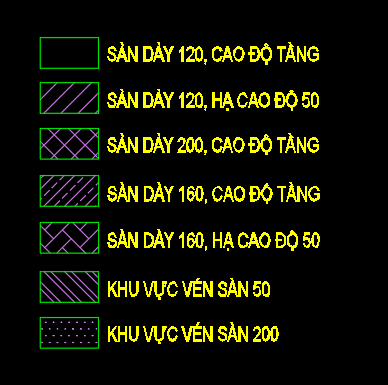 SÀN DÀY 120, CAO ĐỘ TẦNG
SÀN DÀY 120, HẠ CAO ĐỘ 50
SÀN DÀY 200, CAO ĐỘ TẦNG
SÀN DÀY 160, CAO ĐỘ TẦNG
SÀN DÀY 160, HẠ CAO ĐỘ 50
KHU VỰC VÉN SÀN 50
KHU VỰC VÉN SÀN 200